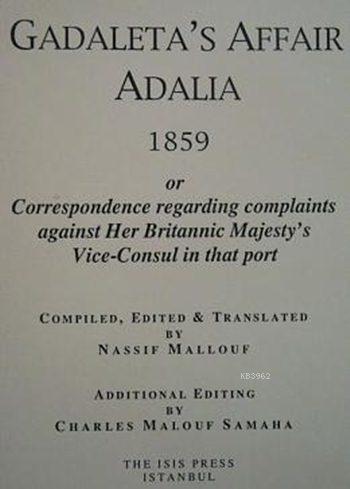 GADALETA'S AFFAIR
ADALIA
1859
or
Correspondence regarding complaints
against Her Britannic Majesty's
Vice-Consul in that port
COMPILED, EDITED & TRANSLATED
BY
NASSIF MALLOUF
KB3962
ADDITIONAL EDITING
BY
CHARLES MALOUF SAMAHA
THE ISIS PRESS
ISTANBUL